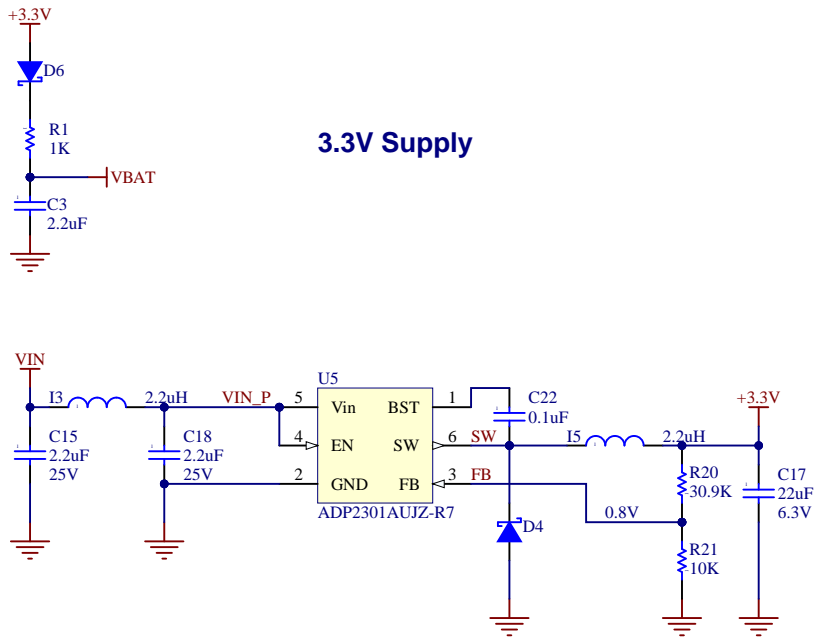 +3.3V
D6
R1
1K
VBAT
C3
2.2uF
3.3V Supply
VIN
I3
2.2uH
VIN_P
C15
2.2uF
25V
C18
2.2uF
25V
U5
5
Vin
BST
1
4
EN
SW
6
2
GND
FB
3
ADP2301AUJZ-R7
C22
0.1uF
SW
FB
I5
2.2uH
+3.3V
D4
0.8V
R20
30.9K
R21
10K
C17
22uF
6.3V